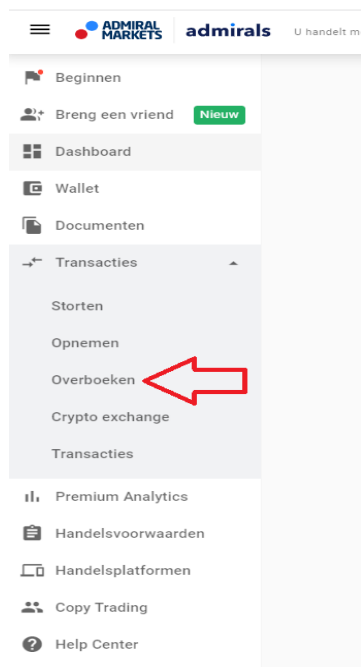 ADMIRAL MARKETS admirals U handelt m
Beginnen
Breng een vriend Nieuw
Dashboard
Wallet
Documenten
Transacties
Storten
Opnemen
Overboeken
Crypto exchange
Transacties
Premium Analytics
Handelsvoorwaarden
Handelsplatformen
Copy Trading
Help Center